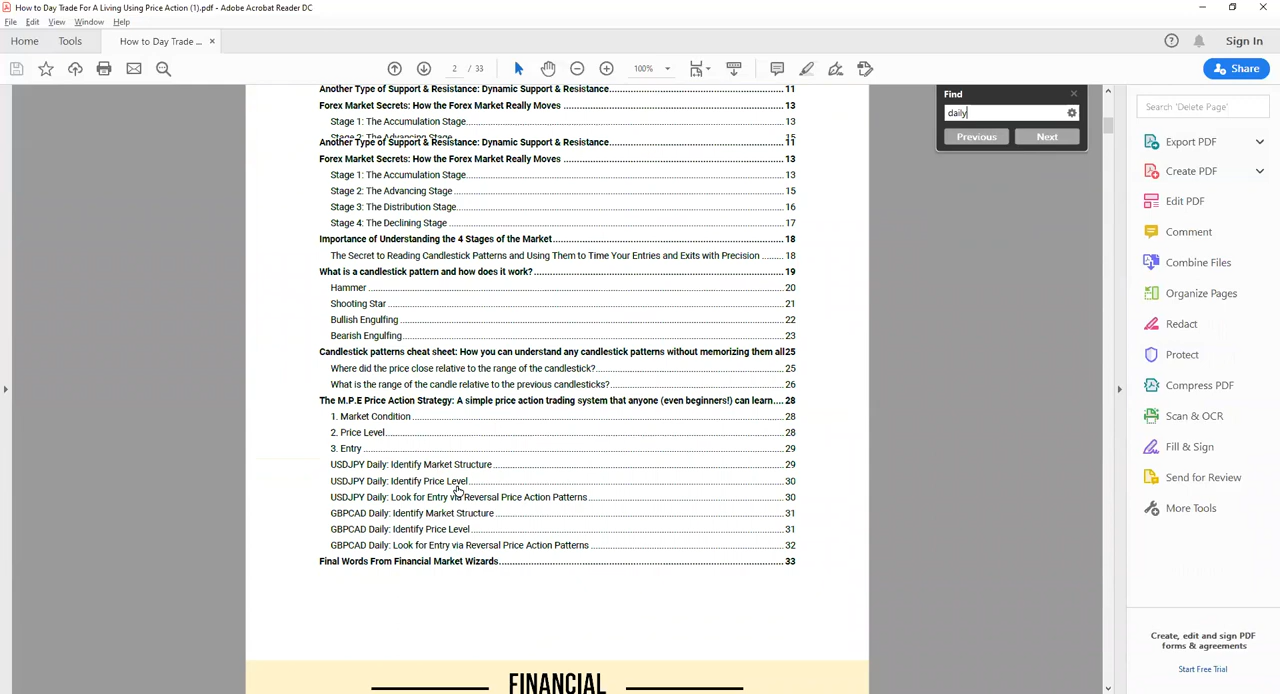 How to Day Trade For A Living Using Price Action (1).pdf - Adobe Acrobat Reader DC
File Edit View Window Help
Home Tools How to Day Trade ... × Sign In
2 / 33 100% Share
Another Type of Support & Resistance: Dynamic Support & Resistance 11
Forex Market Secrets: How the Forex Market Really Moves 13
Stage 1: The Accumulation Stage 13
Stage 2: The Advancing Stage 15
Another Type of Support & Resistance: Dynamic Support & Resistance 11
Forex Market Secrets: How the Forex Market Really Moves 13
Stage 1: The Accumulation Stage 13
Stage 2: The Advancing Stage 15
Stage 3: The Distribution Stage 16
Stage 4: The Declining Stage 17
Importance of Understanding the 4 Stages of the Market 18
The Secret to Reading Candlestick Patterns and Using Them to Time Your Entries and Exits with Precision 18
What is a candlestick pattern and how does it work? 19
Hammer 20
Shooting Star 21
Bullish Engulfing 22
Bearish Engulfing 23
Candlestick patterns cheat sheet: How you can understand any candlestick patterns without memorizing them all25
Where did the price close relative to the range of the candlestick? 25
What is the range of the candle relative to the previous candlesticks? 26
The M.P.E Price Action Strategy: A simple price action trading system that anyone (even beginners!) can learn.... 28
1. Market Condition 28
2. Price Level 28
3. Entry 29
USDJPY Daily: Identify Market Structure 29
USDJPY Daily: Identify Price Level 30
USDJPY Daily: Look for Entry via Reversal Price Action Patterns 30
GBPCAD Daily: Identify Market Structure 31
GBPCAD Daily: Identify Price Level 31
GBPCAD Daily: Look for Entry via Reversal Price Action Patterns 32
Final Words From Financial Market Wizards 33
FINANCIAL
Find
daily
Previous Next
Search 'Delete Page'
Export PDF
Create PDF
Edit PDF
Comment
Combine Files
Organize Pages
Redact
Protect
Compress PDF
Scan & OCR
Fill & Sign
Send for Review
More Tools
Create, edit and sign PDF
forms & agreements
Start Free Trial